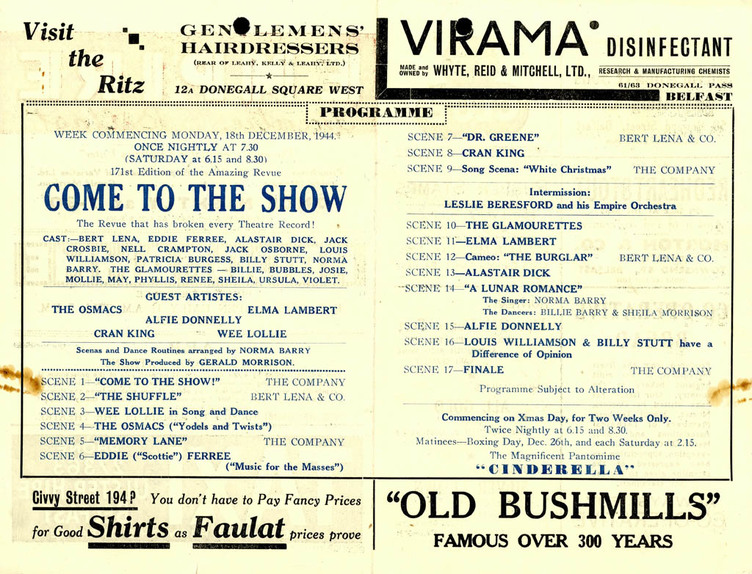 Visit
the
Ritz
GENTLEMENS'
HAIRDRESSERS
(REAR OF LEAHY, KELLY & LEAHY, LTD.)
12A DONEGALL SQUARE WEST
VIRAMA DISINFECTANT
MADE and OWNED by WHYTE, REID & MITCHELL, LTD., RESEARCH & MANUFACTURING CHEMISTS
61/63 DONEGALL PASS
BELFAST
PROGRAMME
WEEK COMMENCING MONDAY, 18th DECEMBER, 1944.
ONCE NIGHTLY AT 7.30
(SATURDAY at 6.15 and 8.30)
171st Edition of the Amazing Revue
COME TO THE SHOW
The Revue that has broken every Theatre Record!
CAST:—BERT LENA, EDDIE FERREE, ALASTAIR DICK, JACK
CROSBIE, NELL CRAMPTON, JACK OSBORNE, LOUIS
WILLIAMSON, PATRICIA BURGESS, BILLY STUTT, NORMA
BARRY. THE GLAMOURETTES — BILLIE, BUBBLES, JOSIE,
MOLLIE, MAY, PHYLLIS, RENEE, SHEILA, URSULA, VIOLET.
GUEST ARTISTES:
THE OSMACS ELMA LAMBERT
ALFIE DONNELLY
CRAN KING WEE LOLLIE
Scenas and Dance Routines arranged by NORMA BARRY
The Show Produced by GERALD MORRISON.
SCENE 1—"COME TO THE SHOW!" THE COMPANY
SCENE 2—"THE SHUFFLE" BERT LENA & CO.
SCENE 3—WEE LOLLIE in Song and Dance
SCENE 4—THE OSMACS ("Yodels and Twists")
SCENE 5—"MEMORY LANE" THE COMPANY
SCENE 6—EDDIE ("Scottie") FERREE
("Music for the Masses")
SCENE 7—"DR. GREENE" BERT LENA & CO.
SCENE 8—CRAN KING
SCENE 9—Song Scena: "White Christmas" THE COMPANY
Intermission:
LESLIE BERESFORD and his Empire Orchestra
SCENE 10—THE GLAMOURETTES
SCENE 11—ELMA LAMBERT
SCENE 12—Cameo: "THE BURGLAR" BERT LENA & CO.
SCENE 13—ALASTAIR DICK
SCENE 14—"A LUNAR ROMANCE"
The Singer: NORMA BARRY
The Dancers: BILLIE BARRY & SHEILA MORRISON
SCENE 15—ALFIE DONNELLY
SCENE 16—LOUIS WILLIAMSON & BILLY STUTT have a
Difference of Opinion
SCENE 17—FINALE THE COMPANY
Programme Subject to Alteration
Commencing on Xmas Day, for Two Weeks Only.
Twice Nightly at 6.15 and 8.30.
Matinees—Boxing Day, Dec. 26th, and each Saturday at 2.15.
The Magnificent Pantomime
"CINDERELLA"
Civvy Street 194? You don't have to Pay Fancy Prices
for Good Shirts as Faulat prices prove
"OLD BUSHMILLS"
FAMOUS OVER 300 YEARS